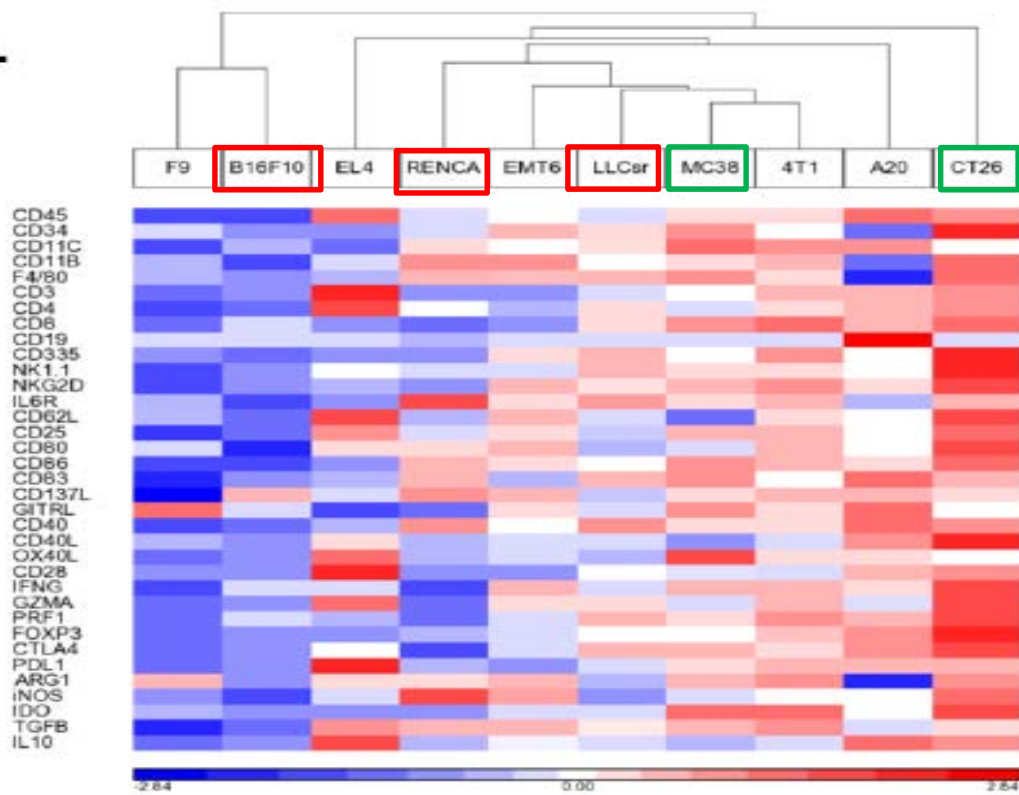 F9 B16F10 EL4 RENCA EMT6 LLCsr MC38 4T1 A20 CT26
CD45
CD34
CD11C
CD11B
F4/80
CD3
CD4
CD8
CD19
CD335
NK1.1
NKG2D
IL6R
CD62L
CD25
CD80
CD86
CD83
CD137L
GITRL
CD40
CD40L
OX40L
CD28
IFNG
GZMA
PRF1
FOXP3
CTLA4
PDL1
ARG1
iNOS
IDO
TGFB
IL10
-2.84 0.00 2.84